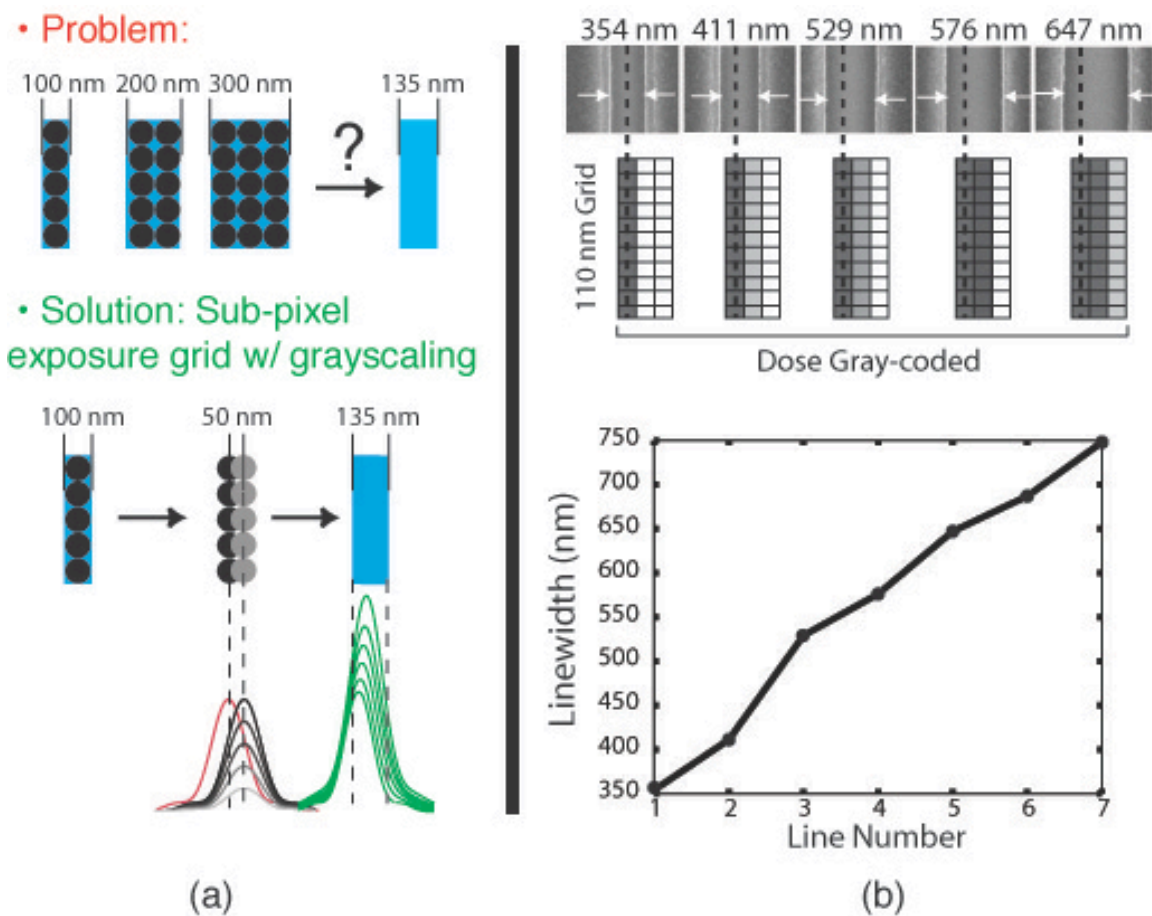 • Problem:
100 nm 200 nm 300 nm 135 nm
?
• Solution: Sub-pixel
exposure grid w/ grayscaling
100 nm 50 nm 135 nm
(a)
354 nm 411 nm 529 nm 576 nm 647 nm
110 nm Grid
Dose Gray-coded
Linewidth (nm)
750
700
650
600
550
500
450
400
350
1 2 3 4 5 6 7
Line Number
(b)